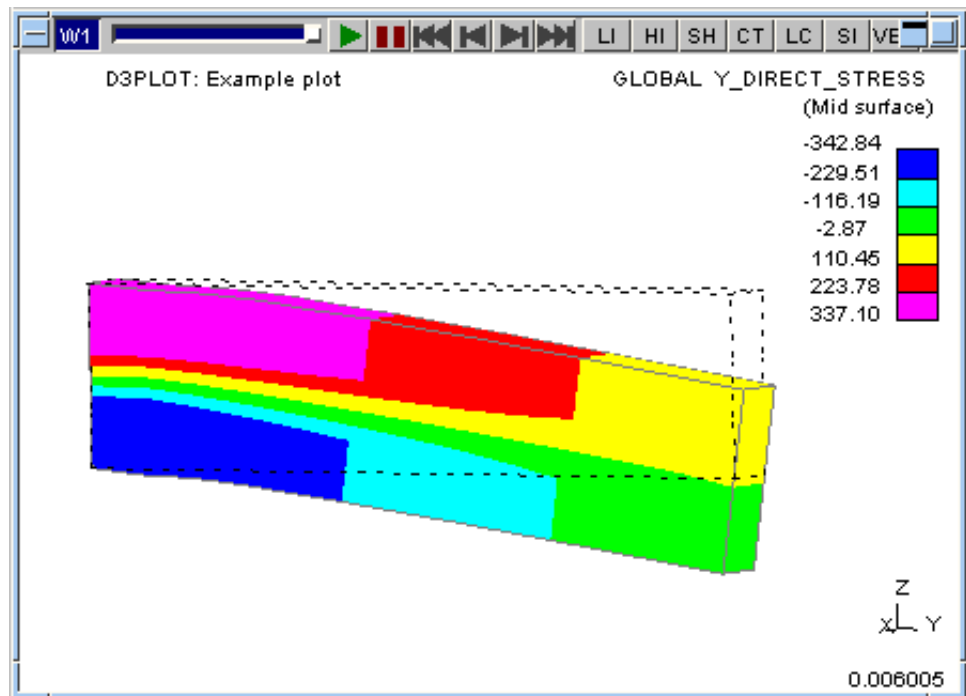 W1 LI HI SH CT LC SI VE
D3PLOT: Example plot
GLOBAL Y_DIRECT_STRESS
(Mid surface)
-342.84
-229.51
-116.19
-2.87
110.45
223.78
337.10
Z
X Y
0.006005